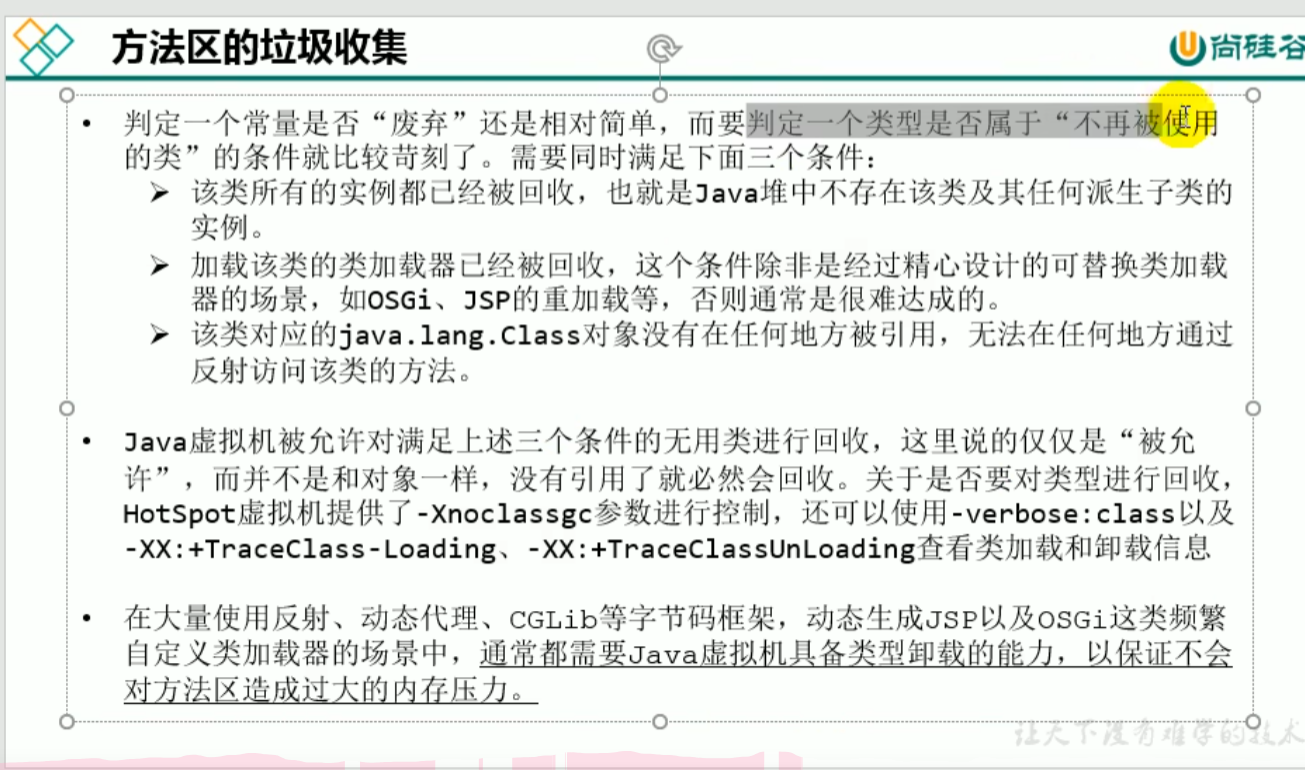 方法区的垃圾收集
尚硅谷
• 判定一个常量是否“废弃”还是相对简单，而要判定一个类型是否属于“不再被使用
的类”的条件就比较苛刻了。需要同时满足下面三个条件：
➢ 该类所有的实例都已经被回收，也就是Java堆中不存在该类及其任何派生子类的
实例。
➢ 加载该类的类加载器已经被回收，这个条件除非是经过精心设计的可替换类加载
器的场景，如OSGi、JSP的重加载等，否则通常是很难达成的。
➢ 该类对应的java.lang.Class对象没有在任何地方被引用，无法在任何地方通过
反射访问该类的方法。
• Java虚拟机被允许对满足上述三个条件的无用类进行回收，这里说的仅仅是“被允
许”，而并不是和对象一样，没有引用了就必然会回收。关于是否要对类型进行回收，
HotSpot虚拟机提供了-Xnoclassgc参数进行控制，还可以使用-verbose:class以及
-XX:+TraceClass-Loading、-XX:+TraceClassUnLoading查看类加载和卸载信息
• 在大量使用反射、动态代理、CGLib等字节码框架，动态生成JSP以及OSGi这类频繁
自定义类加载器的场景中，通常都需要Java虚拟机具备类型卸载的能力，以保证不会
对方法区造成过大的内存压力。
让天下没有难学的技术